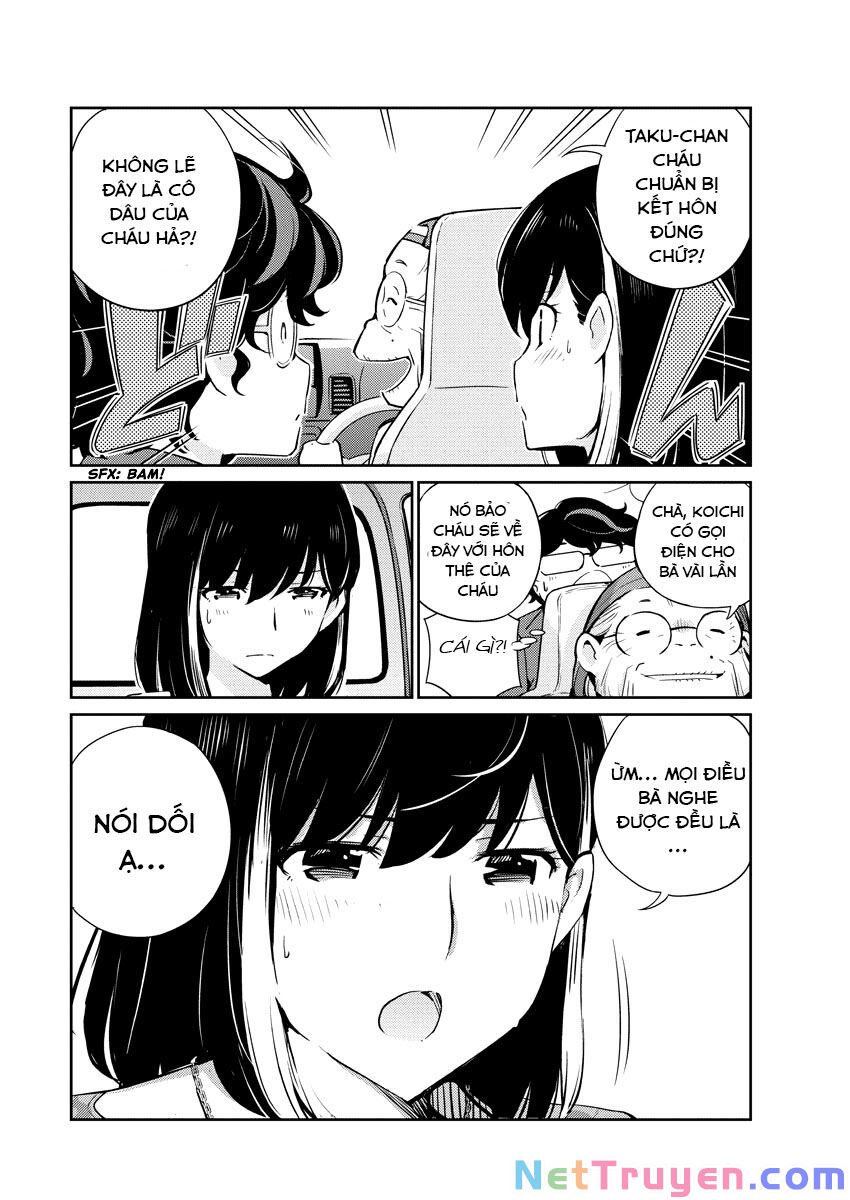 TAKU-CHAN
CHÁU
CHUẨN BỊ
KẾT HÔN
ĐÚNG
CHỨ?!
KHÔNG LẼ
ĐÂY LÀ CÔ
DÂU CỦA
CHÁU HẢ?!
SFX: BAM!
CHÀ, KOICHI
CÓ GỌI
ĐIỆN CHO
BÀ VÀI LẦN
NÓ BẢO
CHÁU SẼ VỀ
ĐÂY VỚI HÔN
THÊ CỦA
CHÁU
CÁI GÌ?!
ỪM... MỌI ĐIỀU
BÀ NGHE
ĐƯỢC ĐỀU LÀ
...
NÓI DỐI
Ạ...
NetTruyen.com